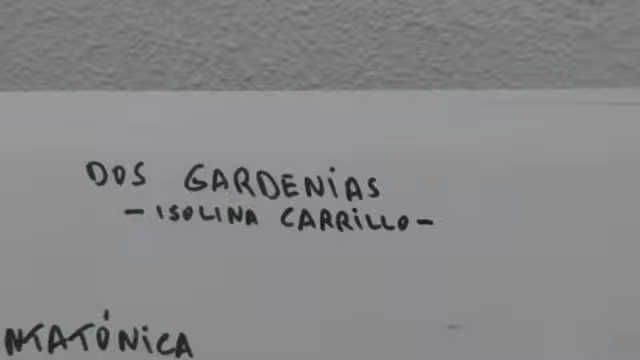 DOS GARDENIAS
- ISOLINA CARRILLO -
NTATÓNICA